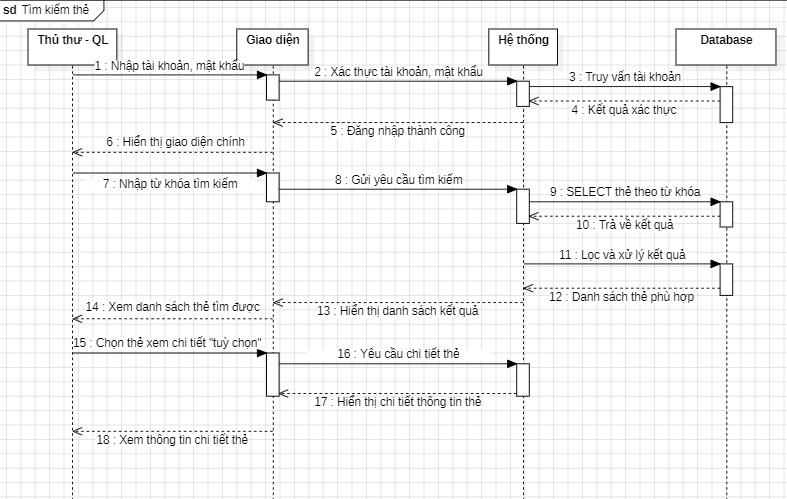 sd Tìm kiếm thẻ
Thủ thư - QL
Giao diện
Hệ thống
Database
1 : Nhập tài khoản, mật khẩu
2 : Xác thực tài khoản, mật khẩu
3 : Truy vấn tài khoản
4 : Kết quả xác thực
5 : Đăng nhập thành công
6 : Hiển thị giao diện chính
7 : Nhập từ khóa tìm kiếm
8 : Gửi yêu cầu tìm kiếm
9 : SELECT thẻ theo từ khóa
10 : Trả về kết quả
11 : Lọc và xử lý kết quả
12 : Danh sách thẻ phù hợp
13 : Hiển thị danh sách kết quả
14 : Xem danh sách thẻ tìm được
15 : Chọn thẻ xem chi tiết "tuỳ chọn"
16 : Yêu cầu chi tiết thẻ
17 : Hiển thị chi tiết thông tin thẻ
18 : Xem thông tin chi tiết thẻ